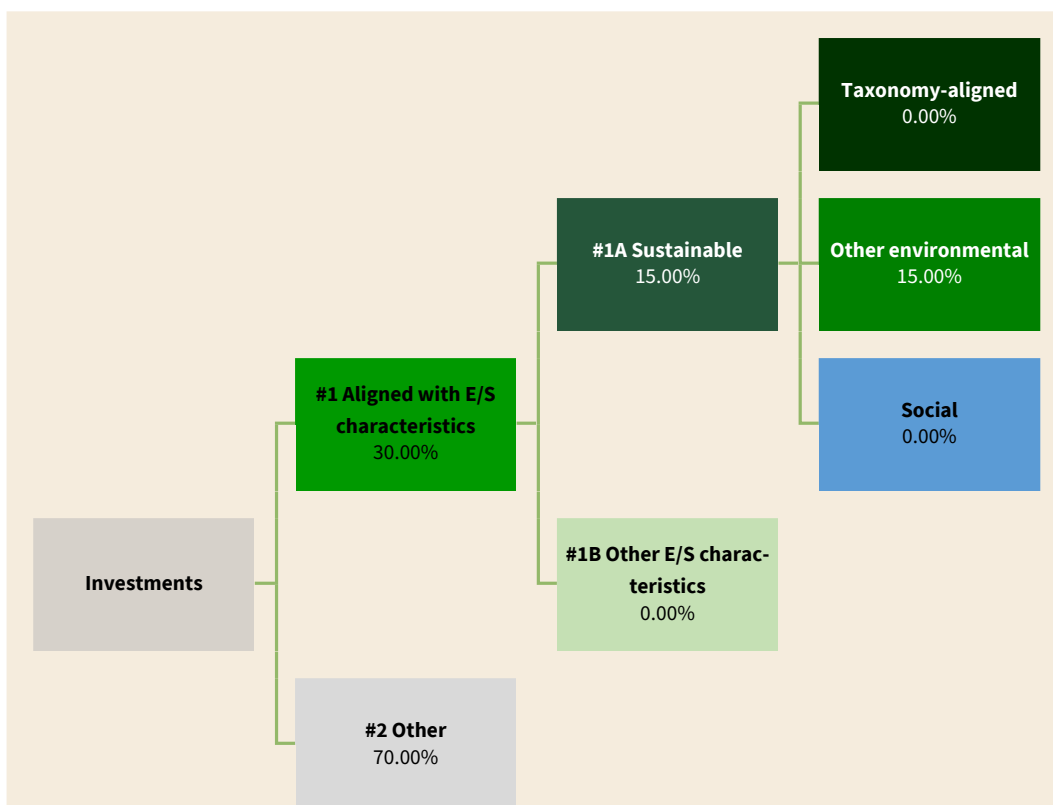 Taxonomy-aligned
0.00%
#1A Sustainable
15.00%
Other environmental
15.00%
#1 Aligned with E/S
characteristics
30.00%
Social
0.00%
Investments
#1B Other E/S charac-
teristics
0.00%
#2 Other
70.00%